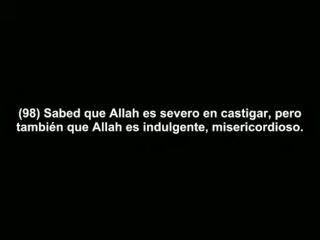 (98) Sabed que Allah es severo en castigar, pero
también que Allah es indulgente, misericordioso.